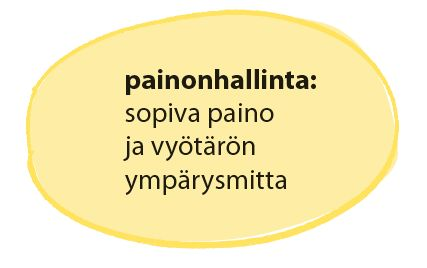 painonhallinta:
sopiva paino
ja vyötärön
ympärysmitta